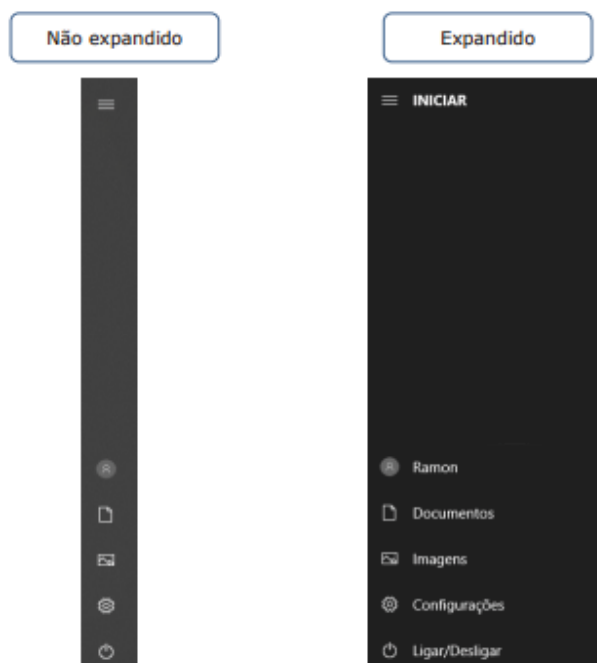 Não expandido
Expandido
INICIAR
Ramon
Documentos
Imagens
Configurações
Ligar/Desligar